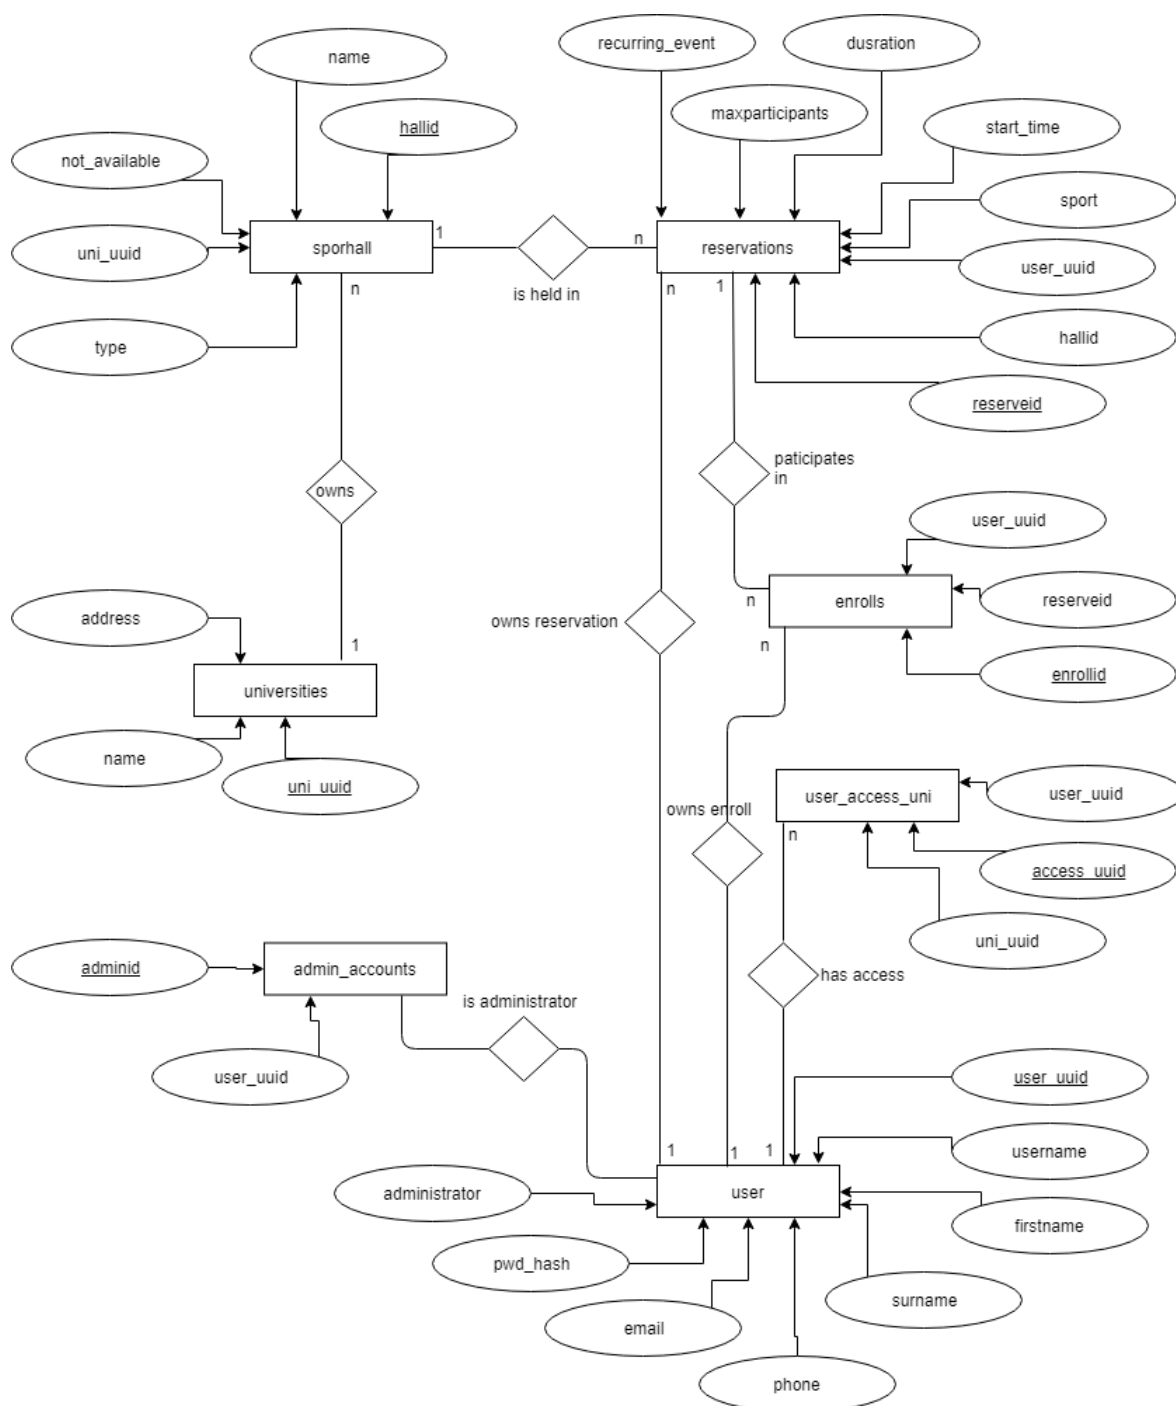 name
recurring_event
dusration
hallid
maxparticipants
start_time
not_available
sport
sporhall
1
n
reservations
uni_uuid
user_uuid
is held in
n
n
1
type
hallid
reserveid
paticipates
in
owns
user_uuid
enrolls
reserveid
n
address
owns reservation
1
n
enrollid
universities
name
uni_uuid
user_access_uni
user_uuid
owns enroll
n
access_uuid
uni_uuid
adminid
admin_accounts
has access
is administrator
user_uuid
user_uuid
1
1
1
username
administrator
user
firstname
pwd_hash
surname
email
phone